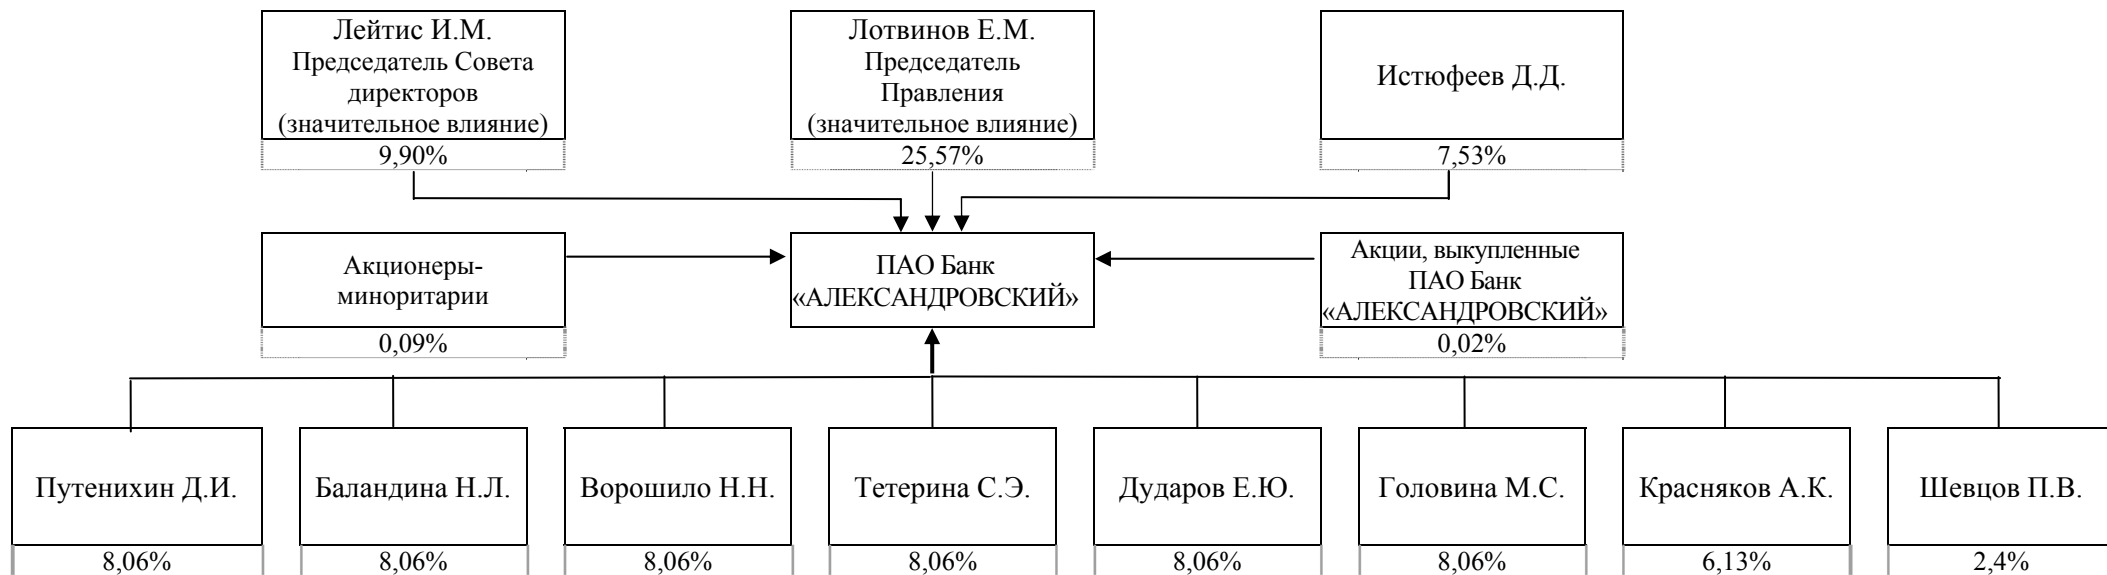 Лейтис И.М.
Председатель Совета
директоров
(значительное влияние)
9,90%
Лотвинов Е.М.
Председатель
Правления
(значительное влияние)
25,57%
Истюфеев Д.Д.
7,53%
Акционеры-
миноритарии
0,09%
ПАО Банк
«АЛЕКСАНДРОВСКИЙ»
Акции, выкупленные
ПАО Банк
«АЛЕКСАНДРОВСКИЙ»
0,02%
Путенихин Д.И.
8,06%
Баландина Н.Л.
8,06%
Ворошило Н.Н.
8,06%
Тетерина С.Э.
8,06%
Дударов Е.Ю.
8,06%
Головина М.С.
8,06%
Красняков А.К.
6,13%
Шевцов П.В.
2,4%